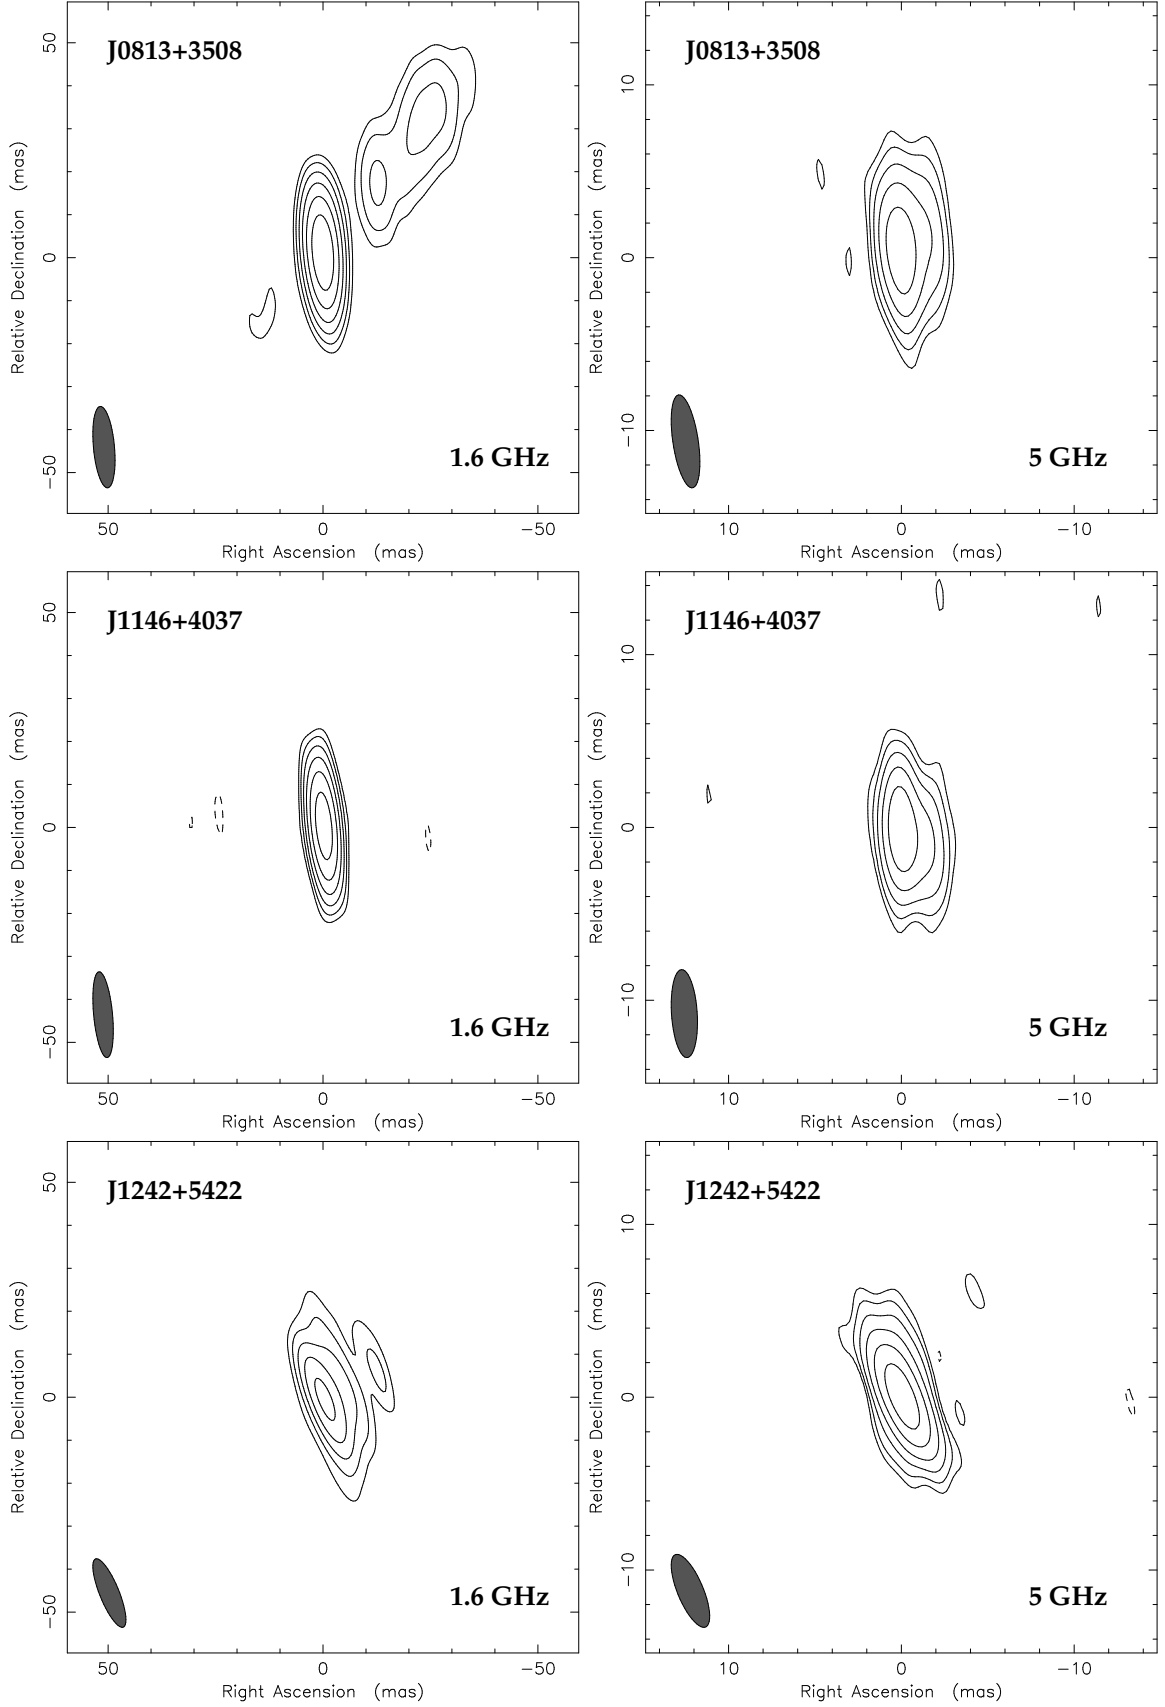 J0813+3508
50
0
−50
Relative Declination (mas)
1.6 GHz
50
0
−50
Right Ascension (mas)
J0813+3508
10
0
−10
Relative Declination (mas)
5 GHz
10
0
−10
Right Ascension (mas)
J1146+4037
50
0
−50
Relative Declination (mas)
1.6 GHz
50
0
−50
Right Ascension (mas)
J1146+4037
10
0
−10
Relative Declination (mas)
5 GHz
10
0
−10
Right Ascension (mas)
J1242+5422
50
0
−50
Relative Declination (mas)
1.6 GHz
50
0
−50
Right Ascension (mas)
J1242+5422
10
0
−10
Relative Declination (mas)
5 GHz
10
0
−10
Right Ascension (mas)